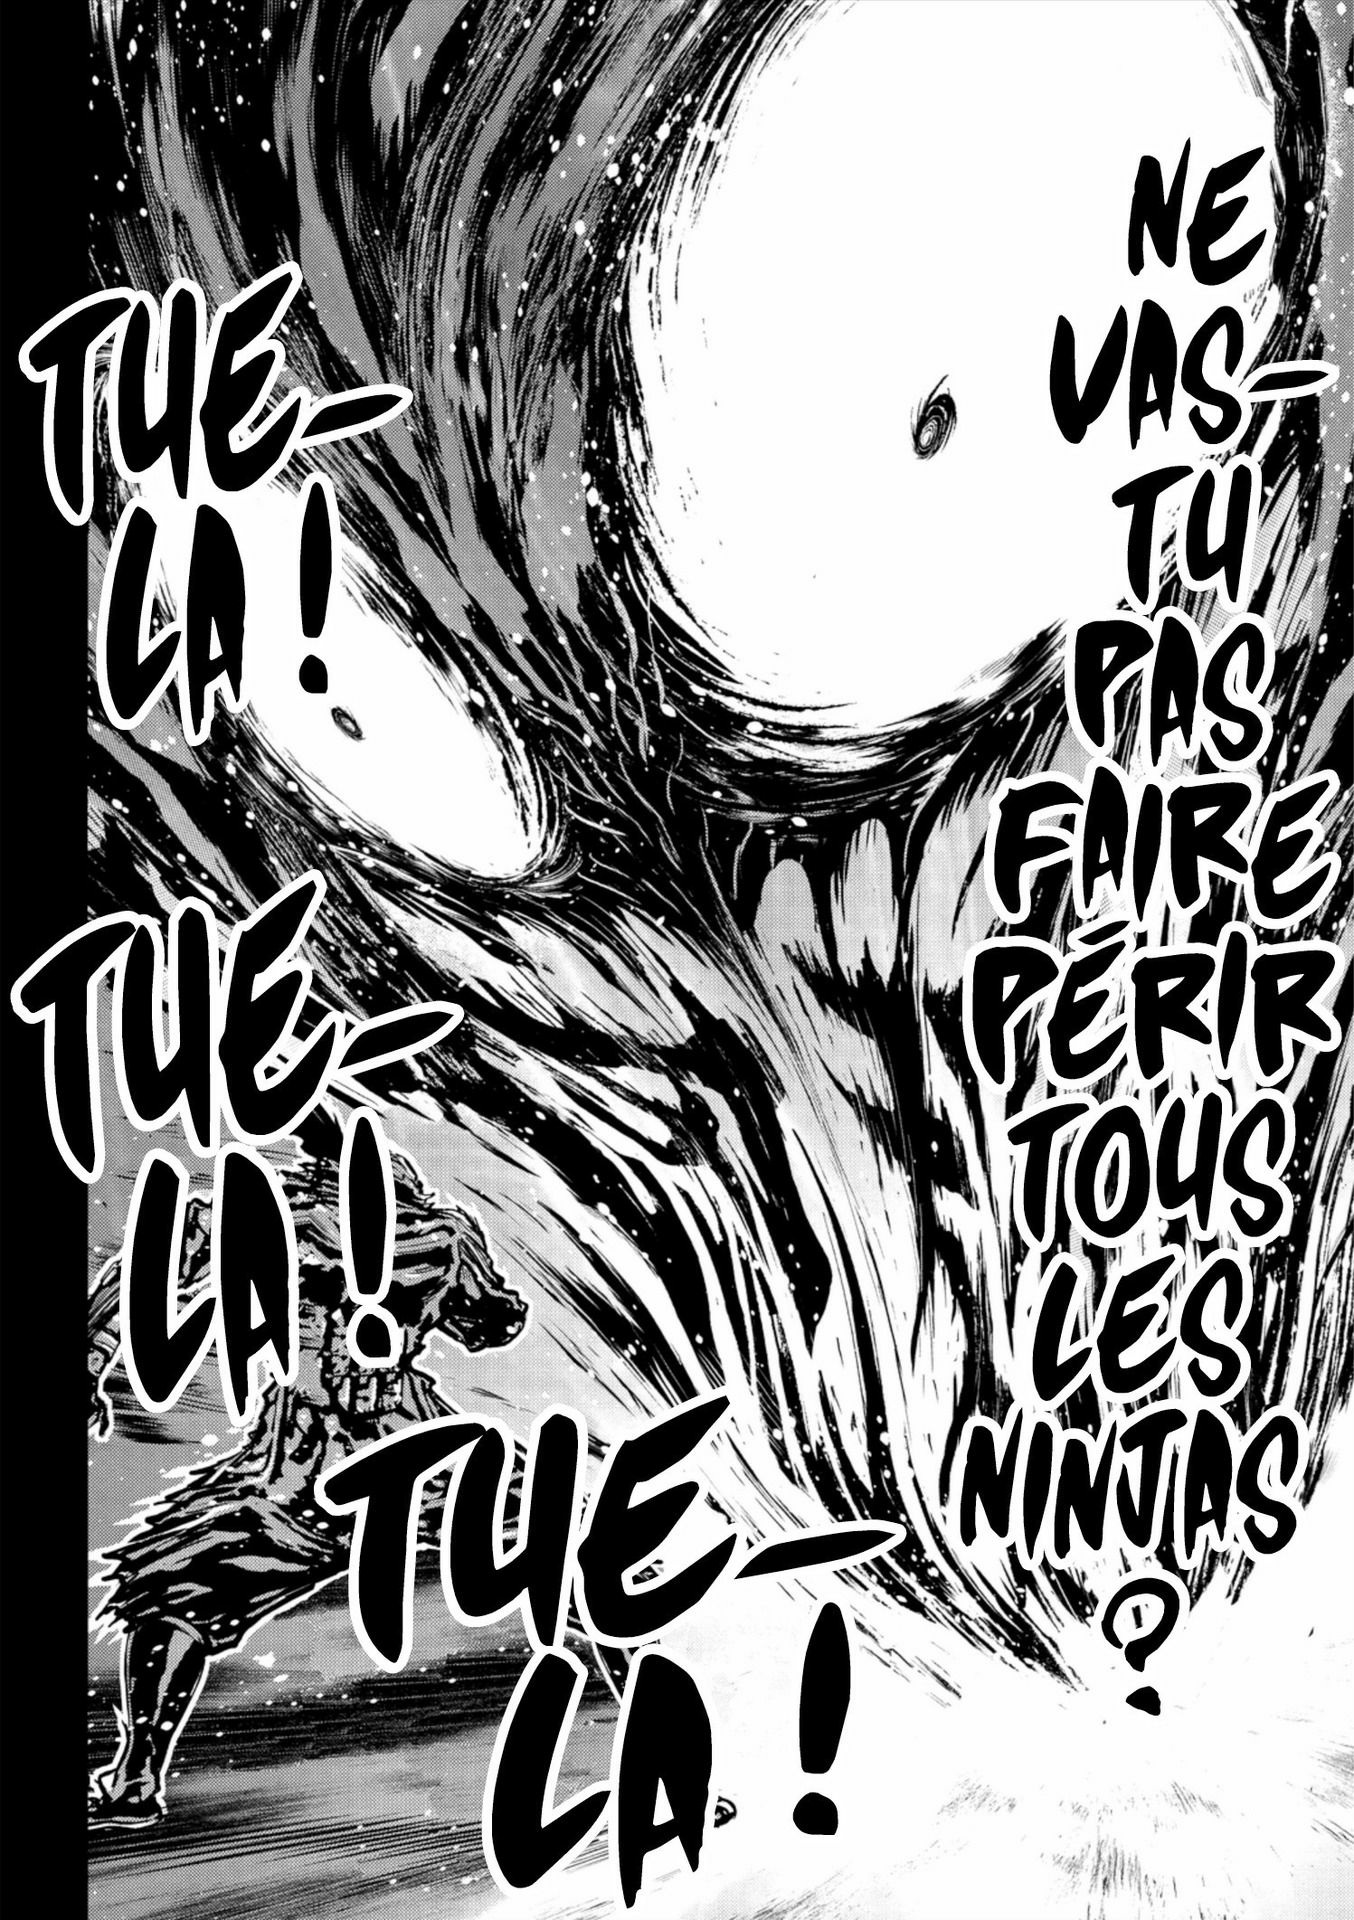 NE
VAS-
TU
PAS
FAIRE
PÉRIR
TOUS
LES
NINJAS
?
TUE-
LA !
TUE-
LA !
TUE-
LA !